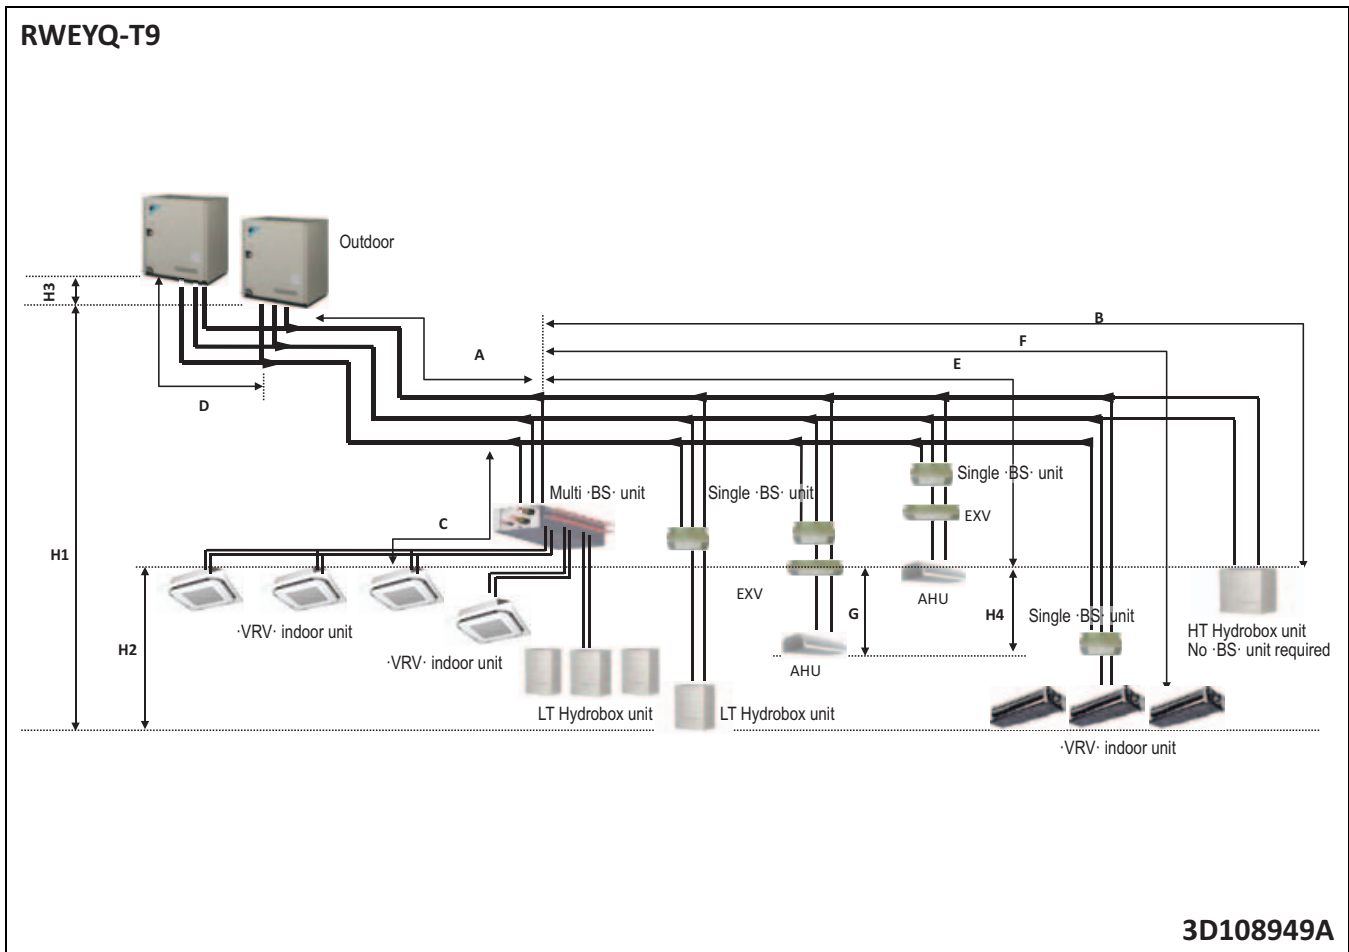 RWEYQ-T9
Outdoor
H3
B
F
A
E
D
Single ·BS· unit
Multi ·BS· unit
Single ·BS· unit
EXV
C
H1
EXV
AHU
G
H4
Single ·BS· unit
HT Hydrobox unit
No ·BS· unit required
·VRV· indoor unit
H2
·VRV· indoor unit
AHU
LT Hydrobox unit
LT Hydrobox unit
·VRV· indoor unit
3D108949A